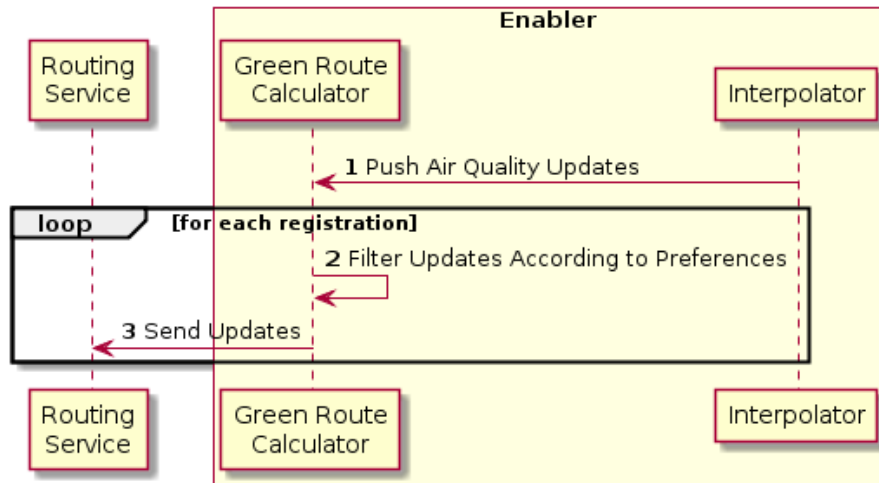 Enabler
Routing
Service
Green Route
Calculator
Interpolator
1 Push Air Quality Updates
loop [for each registration]
2 Filter Updates According to Preferences
3 Send Updates
Routing
Service
Green Route
Calculator
Interpolator